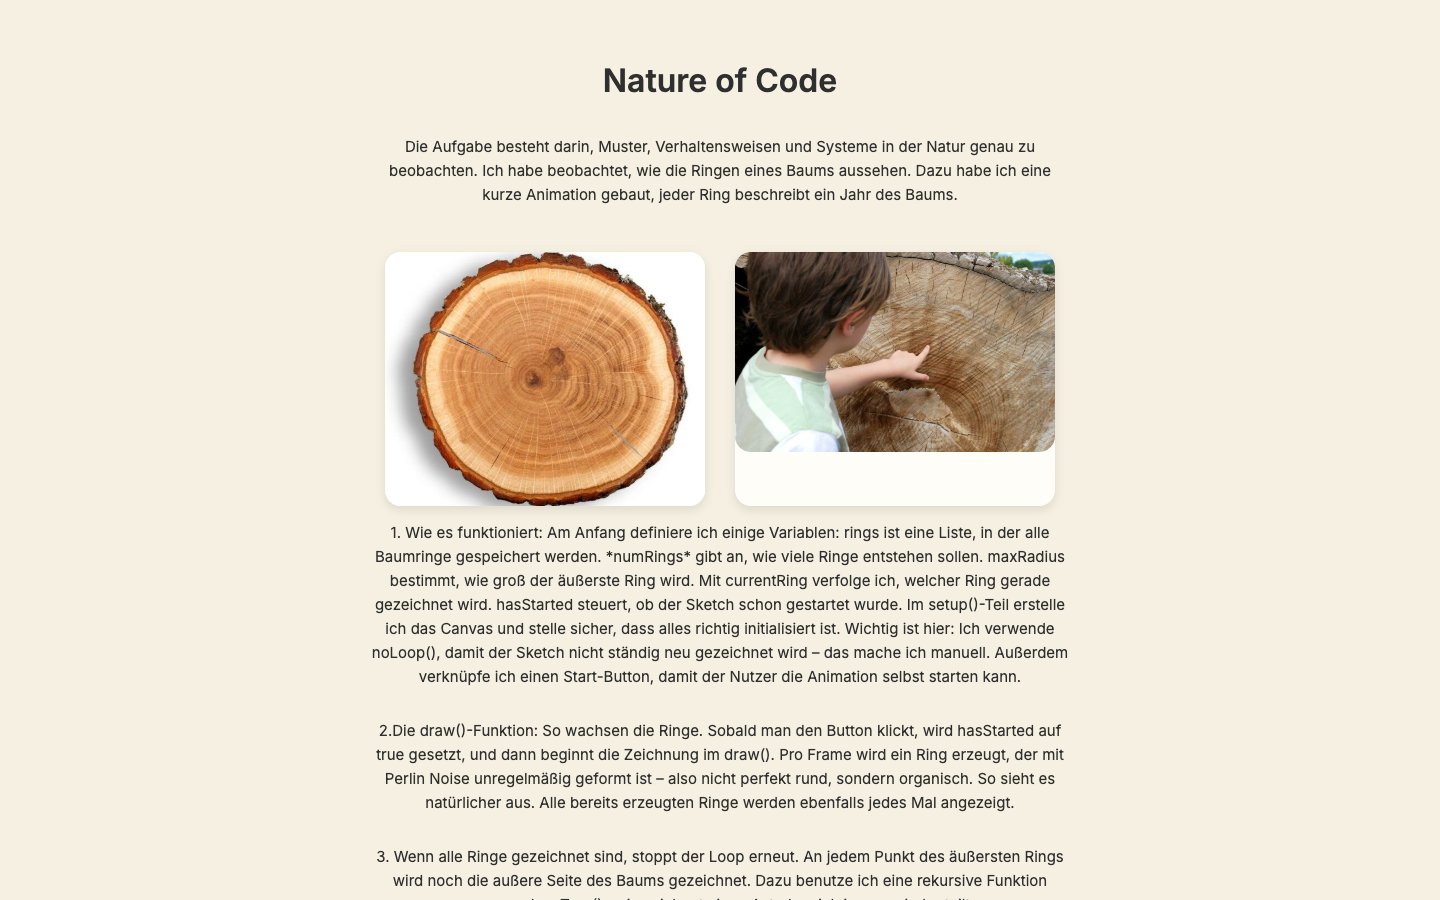 Nature of Code
Die Aufgabe besteht darin, Muster, Verhaltensweisen und Systeme in der Natur genau zu
beobachten. Ich habe beobachtet, wie die Ringen eines Baums aussehen. Dazu habe ich eine
kurze Animation gebaut, jeder Ring beschreibt ein Jahr des Baums.
1. Wie es funktioniert: Am Anfang definiere ich einige Variablen: rings ist eine Liste, in der alle
Baumringe gespeichert werden. *numRings* gibt an, wie viele Ringe entstehen sollen. maxRadius
bestimmt, wie groß der äußerste Ring wird. Mit currentRing verfolge ich, welcher Ring gerade
gezeichnet wird. hasStarted steuert, ob der Sketch schon gestartet wurde. Im setup()-Teil erstelle
ich das Canvas und stelle sicher, dass alles richtig initialisiert ist. Wichtig ist hier: Ich verwende
noLoop(), damit der Sketch nicht ständig neu gezeichnet wird – das mache ich manuell. Außerdem
verknüpfe ich einen Start-Button, damit der Nutzer die Animation selbst starten kann.
2.Die draw()-Funktion: So wachsen die Ringe. Sobald man den Button klickt, wird hasStarted auf
true gesetzt, und dann beginnt die Zeichnung im draw(). Pro Frame wird ein Ring erzeugt, der mit
Perlin Noise unregelmäßig geformt ist – also nicht perfekt rund, sondern organisch. So sieht es
natürlicher aus. Alle bereits erzeugten Ringe werden ebenfalls jedes Mal angezeigt.
3. Wenn alle Ringe gezeichnet sind, stoppt der Loop erneut. An jedem Punkt des äußersten Rings
wird noch die außere Seite des Baums gezeichnet. Dazu benutze ich eine rekursive Funktion